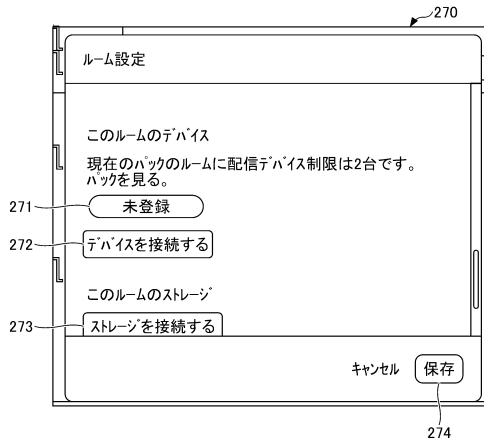 270
ルーム設定
このルームのデバイス
現在のパックのルームに配信デバイス制限は2台です。
パックを見る。
271
未登録
272
デバイスを接続する
このルームのストレージ
273
ストレージを接続する
キャンセル 保存
274